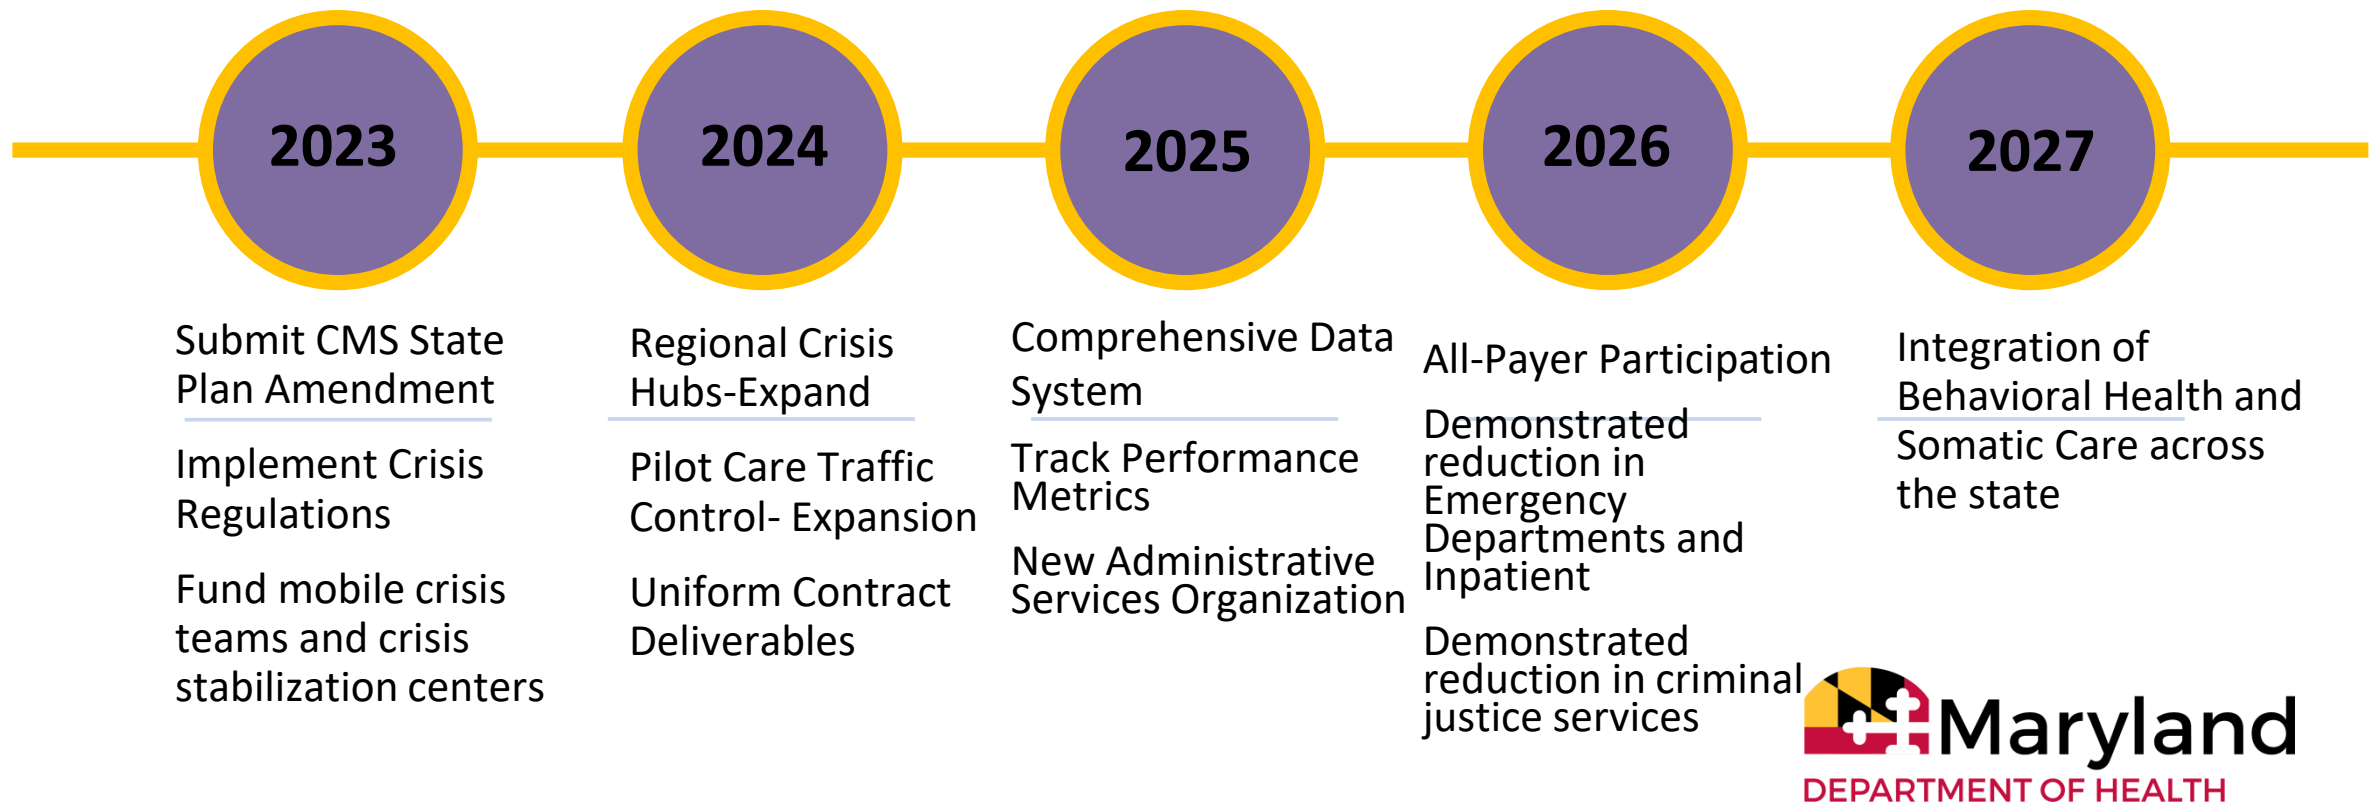 2023
2024
2025
2026
2027
Submit CMS State
Plan Amendment
Implement Crisis
Regulations
Fund mobile crisis
teams and crisis
stabilization centers
Regional Crisis
Hubs-Expand
Pilot Care Traffic
Control- Expansion
Uniform Contract
Deliverables
Comprehensive Data
System
Track Performance
Metrics
New Administrative
Services Organization
All-Payer Participation
Demonstrated
reduction in
Emergency
Departments and
Inpatient
Demonstrated
reduction in criminal
justice services
Integration of
Behavioral Health and
Somatic Care across
the state
Maryland
DEPARTMENT OF HEALTH